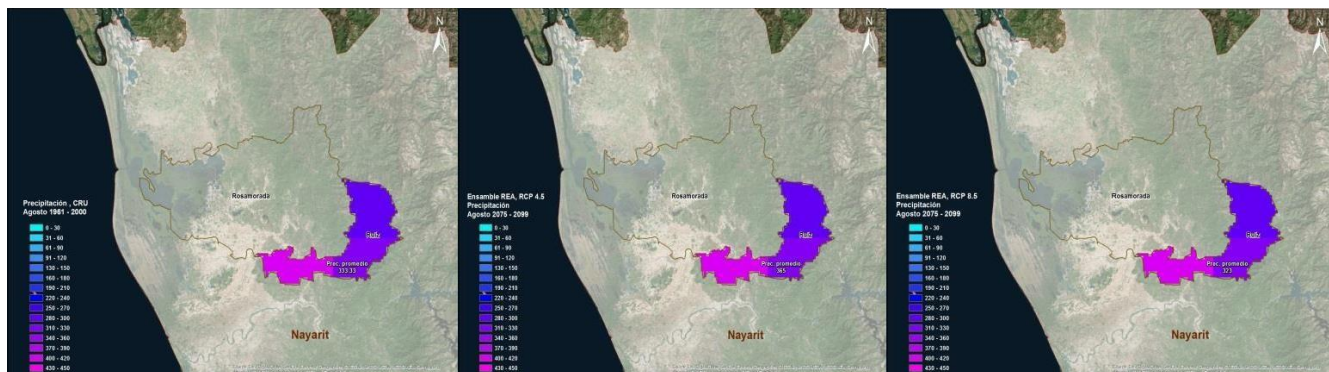 N
Rosamorada
Precipitación , CRU
Agosto 1961 - 2000
0 - 30
31 - 60
61 - 90
91 - 120
130 - 150
160 - 180
190 - 210
220 - 240
250 - 270
280 - 300
310 - 330
340 - 360
370 - 390
400 - 420
430 - 450
Ruiz
Prec. promedio
333.33
Nayarit
N
Rosamorada
Ensamble REA, RCP 4.5
Precipitación
Agosto 2075 - 2099
0 - 30
31 - 60
61 - 90
91 - 120
130 - 150
160 - 180
190 - 210
220 - 240
250 - 270
280 - 300
310 - 330
340 - 360
370 - 390
400 - 420
430 - 450
Ruiz
Prec. promedio
365
Nayarit
N
Rosamorada
Ensamble REA, RCP 8.5
Precipitación
Agosto 2075 - 2099
0 - 30
31 - 60
61 - 90
91 - 120
130 - 150
160 - 180
190 - 210
220 - 240
250 - 270
280 - 300
310 - 330
340 - 360
370 - 390
400 - 420
430 - 450
Ruiz
Prec. promedio
323
Nayarit